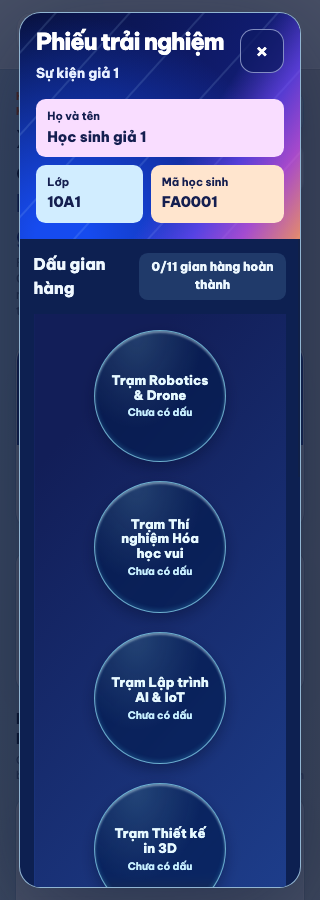 Phiếu trải nghiệm
×
Sự kiện giả 1
Họ và tên
Học sinh giả 1
Lớp
10A1
Mã học sinh
FA0001
Dấu gian
hàng
0/11 gian hàng hoàn
thành
Trạm Robotics
& Drone
Chưa có dấu
Trạm Thí
nghiệm Hóa
học vui
Chưa có dấu
Trạm Lập trình
AI & IoT
Chưa có dấu
Trạm Thiết kế
in 3D
Chưa có dấu